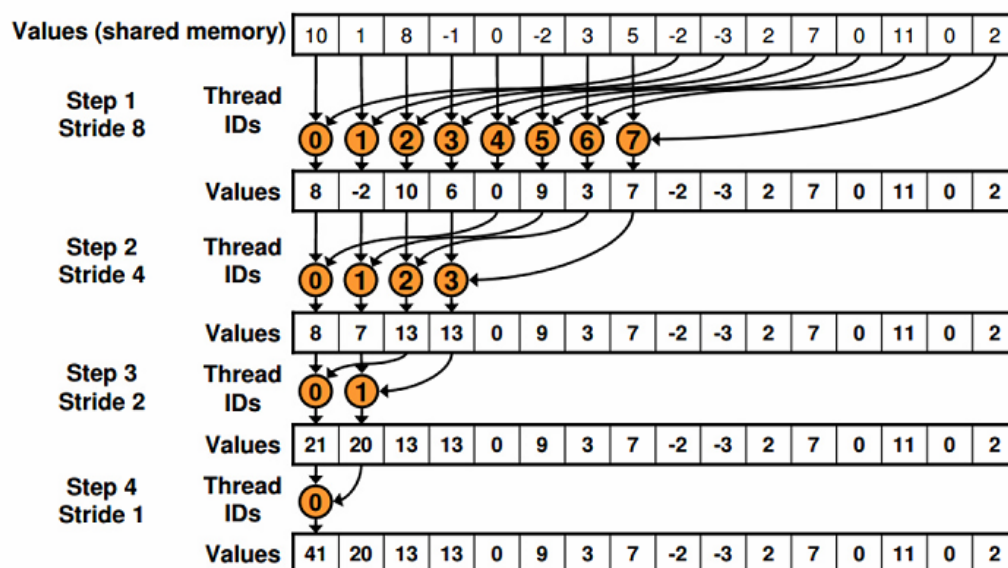 Values (shared memory) 10 1 8 -1 0 -2 3 5 -2 -3 2 7 0 11 0 2
Step 1 Thread
Stride 8 IDs
0 1 2 3 4 5 6 7
Values 8 -2 10 6 0 9 3 7 -2 -3 2 7 0 11 0 2
Step 2 Thread
Stride 4 IDs
0 1 2 3
Values 8 7 13 13 0 9 3 7 -2 -3 2 7 0 11 0 2
Step 3 Thread
Stride 2 IDs
0 1
Values 21 20 13 13 0 9 3 7 -2 -3 2 7 0 11 0 2
Step 4 Thread
Stride 1 IDs
0
Values 41 20 13 13 0 9 3 7 -2 -3 2 7 0 11 0 2